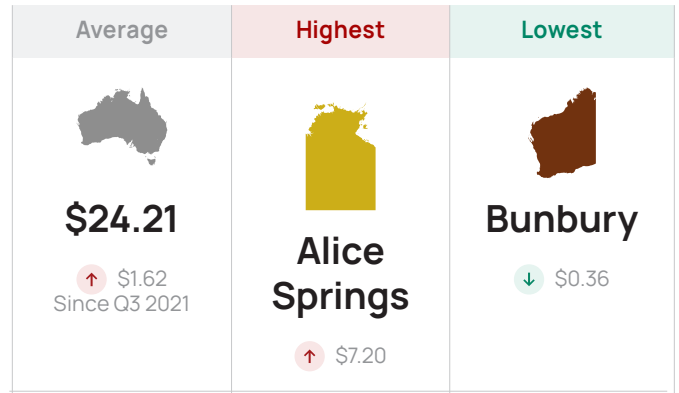 Average
Highest
Lowest
$24.21
↑ $1.62
Since Q3 2021
Alice
Springs
↑ $7.20
Bunbury
↓ $0.36